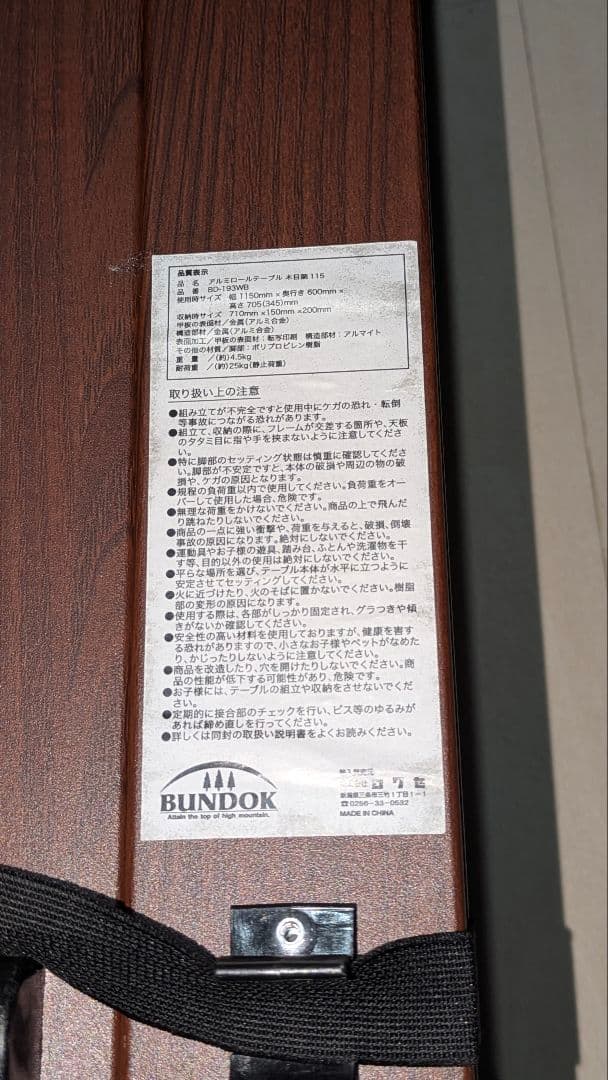 品質表示
品 名 アルミロールテーブル 木目調 115
品 番 BD-193WB
使用時サイズ 幅 1150mm × 奥行き 600mm ×
高さ 705(345)mm
収納時サイズ 710mm×150mm×200mm
甲板の表面材／金属(アルミ合金)
構造部材／金属(アルミ合金)
表面加工／甲板の表面材：転写印刷 構造部材：アルマイト
その他の材質／脚部：ポリプロピレン樹脂
重 量 ／(約)4.5kg
耐荷重 ／(約)25kg(静止荷重)
取り扱い上の注意
●組み立てが不完全ですと使用中にケガの恐れ・転倒
等事故につながる恐れがあります。
●組立て、収納の際に、フレームが交差する箇所や、天板
のタタミ目に指や手を挟まないように注意してくださ
い。
●特に脚部のセッティング状態は慎重に確認してくださ
い。脚部が不安定ですと、本体の破損や周辺の物の破
損や、ケガの原因となります。
●規程の負荷重以内で使用してください。負荷重をオー
バーして使用した場合、危険です。
●無理な荷重をかけないでください。商品の上で飛んだ
り跳ねたりしないでください。
●商品の一点に強い衝撃や、荷重を与えると、破損、倒壊
事故の原因になります。絶対にしないでください。
●運動具やお子様の遊具、踏み台、ふとんや洗濯物を干
す等、目的以外の使用は絶対にしないでください。
●平らな場所を選び、テーブル本体が水平に立つように
安定させてセッティングしてください。
●火に近づけたり、火のそばに置かないでください。樹脂
部の変形の原因になります。
●使用する際は、各部がしっかり固定され、グラつきや傾
きがないか確認してください。
●安全性の高い材料を使用しておりますが、健康を害す
る恐れがありますので、小さなお子様やペットがなめた
り、かじったりしないように注意してください。
●商品を改造したり、穴を開けたりしないでください。商
品の性能が低下する可能性があり、危険です。
●お子様には、テーブルの組立や収納をさせないでくだ
さい。
●定期的に接合部のチェックを行い、ビス等のゆるみが
あれば締め直しを行ってください。
●詳しくは同封の取扱い説明書をよくお読みください。
BUNDOK
Attain the top of high mountain.
新潟県三条市三竹1丁目1-1
☎0256-33-0532
MADE IN CHINA